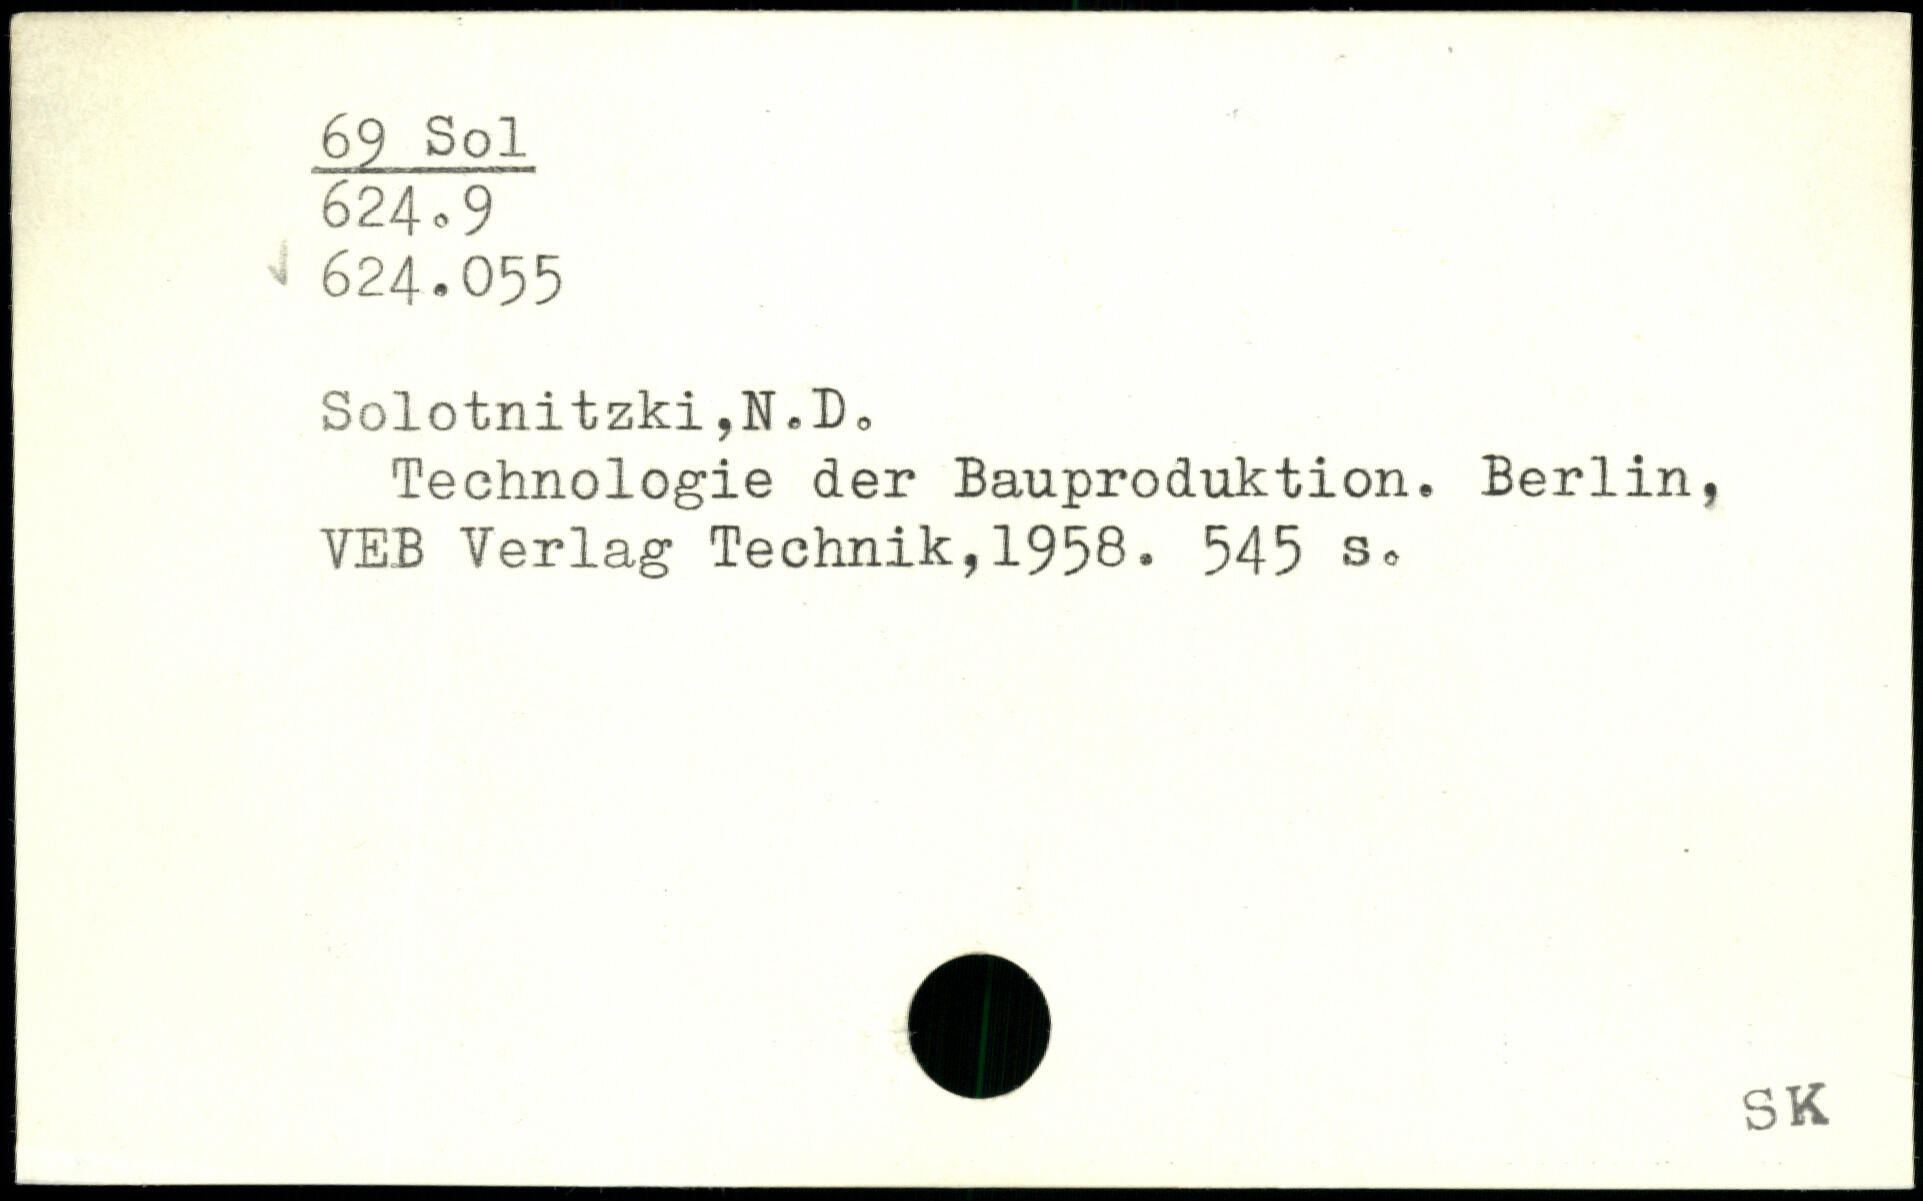 69 Sol
624.9
624.055
Solotnitzki,N.D.
Technologie der Bauproduktion. Berlin,
VEB Verlag Technik,1958. 545 s.
SK